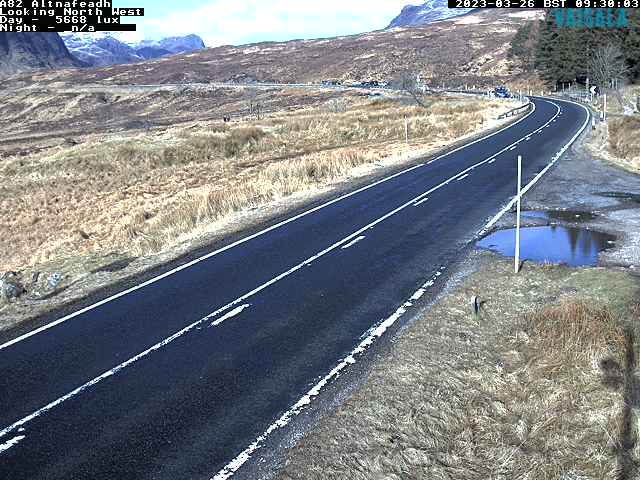 A82 Altnafeadh
Looking North West
Day - 5668 lux
Night - n/a
2023-03-26 BST 09:30:03
VAISALA